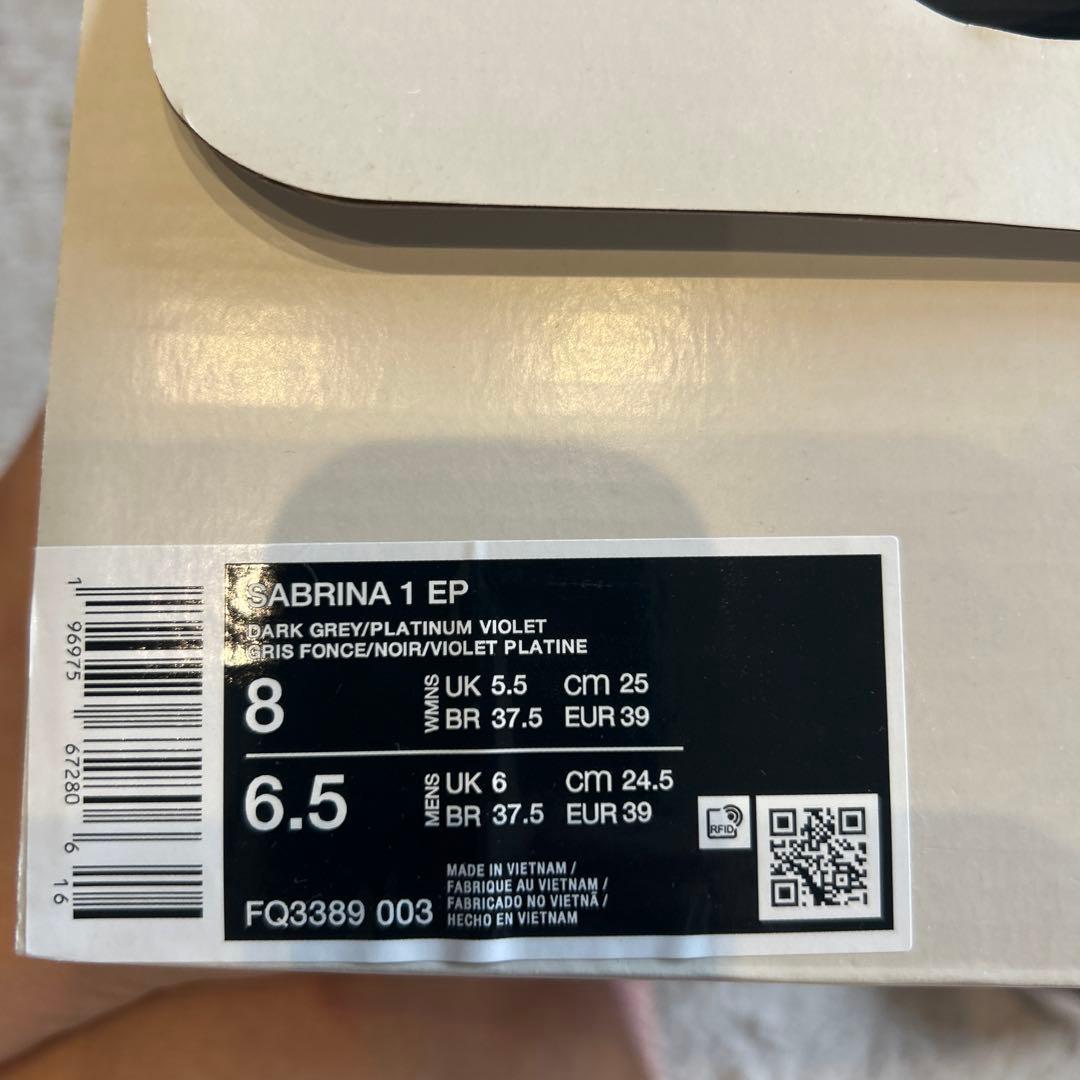 SABRINA 1 EP
DARK GREY/PLATINUM VIOLET
GRIS FONCE/NOIR/VIOLET PLATINE
8 WMNS UK 5.5 cm 25
BR 37.5 EUR 39
6.5 MENS UK 6 cm 24.5
BR 37.5 EUR 39
RFID
MADE IN VIETNAM /
FABRIQUE AU VIETNAM /
FABRICADO NO VIETNÃ /
HECHO EN VIETNAM
FQ3389 003
1 96975 67280 6 16